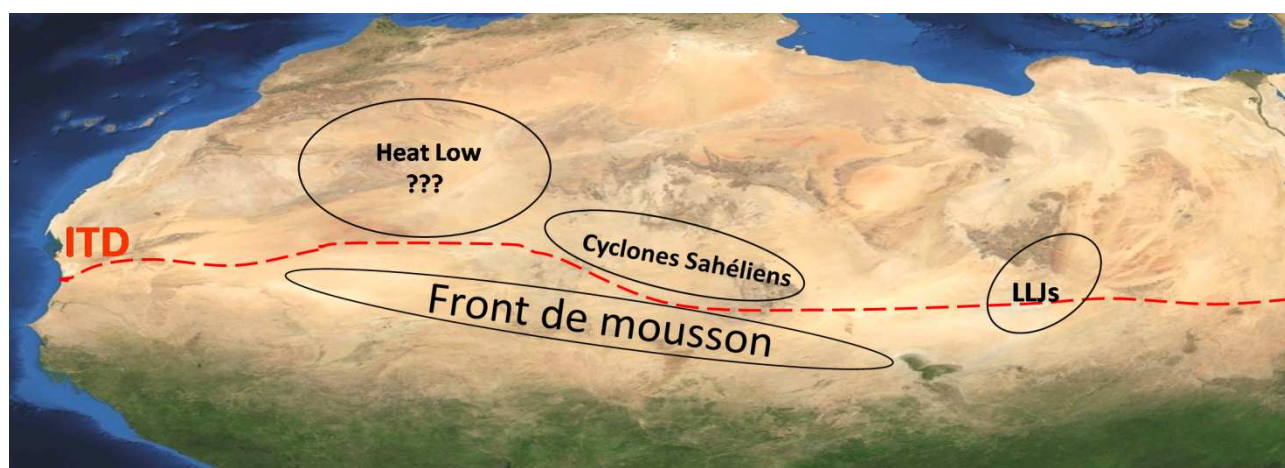 Heat Low
???
ITD
Cyclones Sahéliens
LLJs
Front de mousson